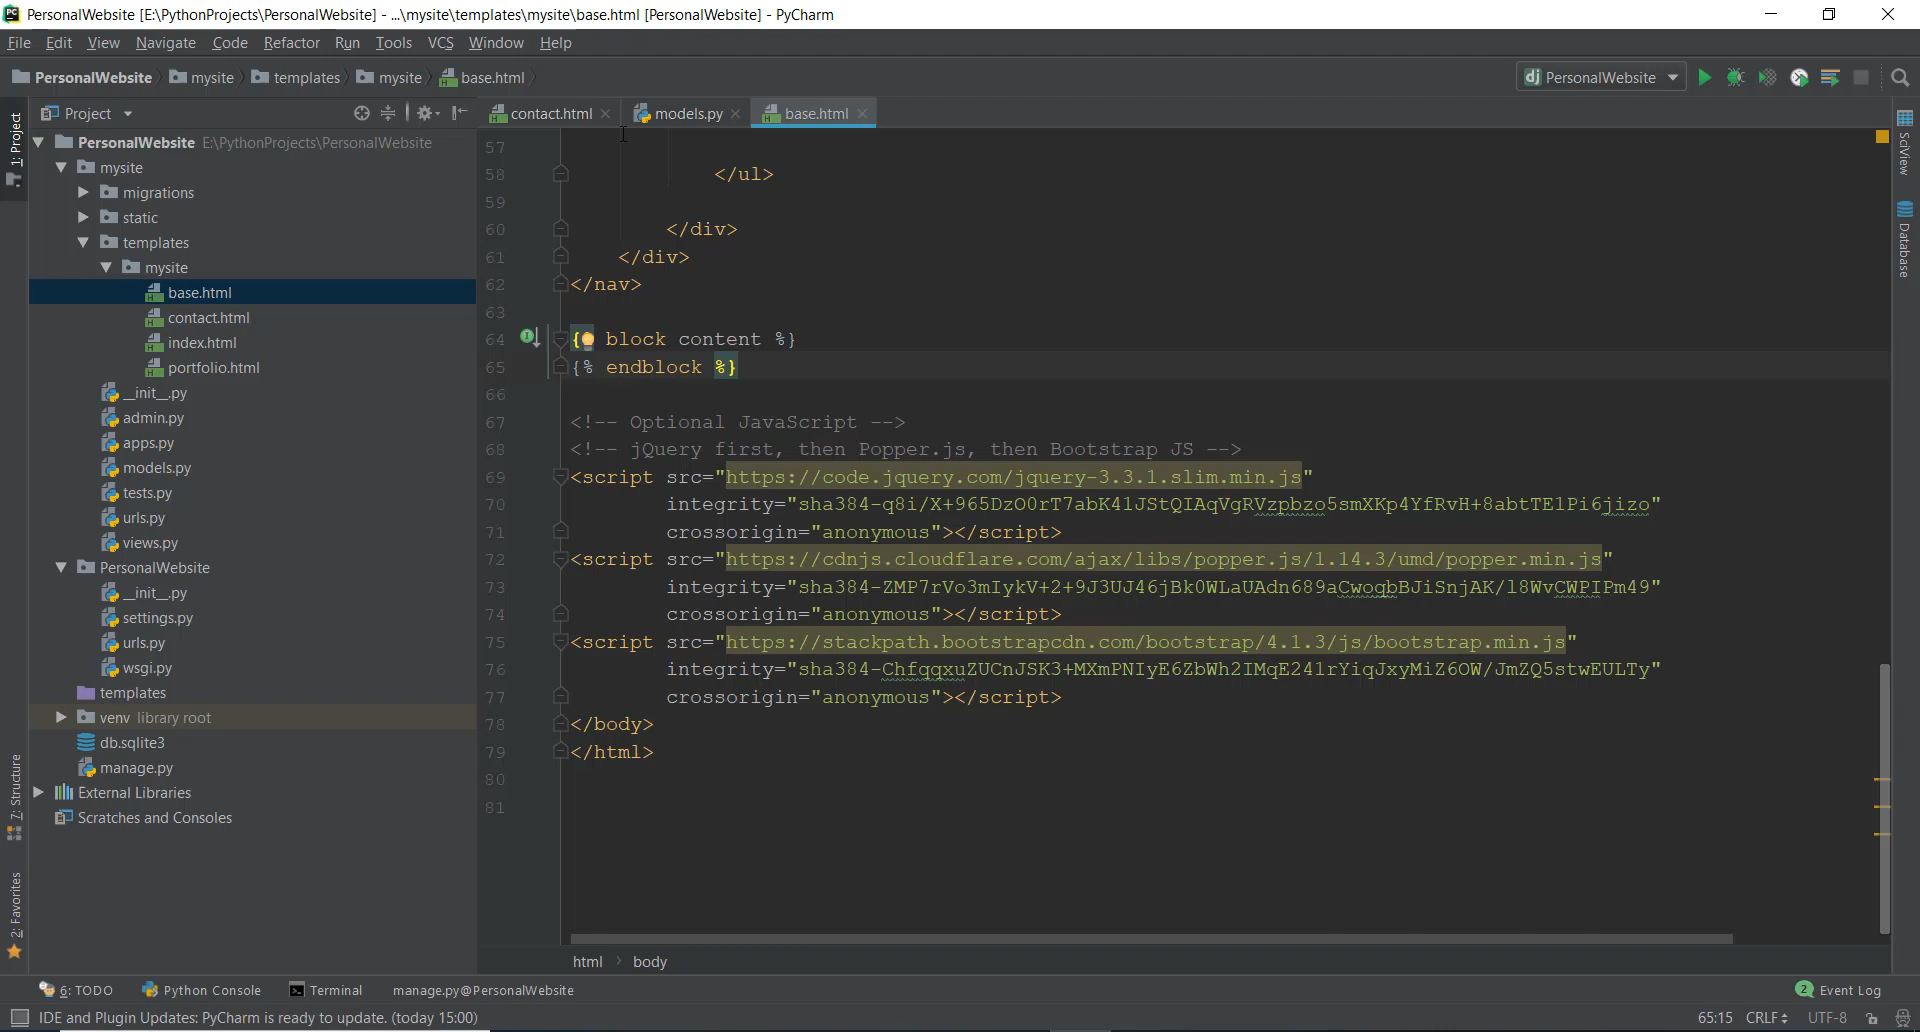 PersonalWebsite [E:\PythonProjects\PersonalWebsite] - ...\mysite\templates\mysite\base.html [PersonalWebsite] - PyCharm
File Edit View Navigate Code Refactor Run Tools VCS Window Help
PersonalWebsite mysite templates mysite base.html
dj PersonalWebsite
1: Project
7: Structure
2: Favorites
Project
PersonalWebsite E:\PythonProjects\PersonalWebsite
mysite
migrations
static
templates
mysite
base.html
contact.html
index.html
portfolio.html
__init__.py
admin.py
apps.py
models.py
tests.py
urls.py
views.py
PersonalWebsite
__init__.py
settings.py
urls.py
wsgi.py
templates
venv library root
db.sqlite3
manage.py
External Libraries
Scratches and Consoles
contact.html models.py base.html
57
58 </ul>
59
60 </div>
61 </div>
62 </nav>
63
64 { block content %}
65 {% endblock %}
66
67 <!-- Optional JavaScript -->
68 <!-- jQuery first, then Popper.js, then Bootstrap JS -->
69 <script src="https://code.jquery.com/jquery-3.3.1.slim.min.js"
70 integrity="sha384-q8i/X+965DzO0rT7abK41JStQIAqVgRVzpbzo5smXKp4YfRvH+8abtTE1Pi6jizo"
71 crossorigin="anonymous"></script>
72 <script src="https://cdnjs.cloudflare.com/ajax/libs/popper.js/1.14.3/umd/popper.min.js"
73 integrity="sha384-ZMP7rVo3mIykV+2+9J3UJ46jBk0WLaUAdn689aCwoqbBJiSnjAK/l8WvCWPIPm49"
74 crossorigin="anonymous"></script>
75 <script src="https://stackpath.bootstrapcdn.com/bootstrap/4.1.3/js/bootstrap.min.js"
76 integrity="sha384-ChfqqxuZUCnJSK3+MXmPNIyE6ZbWh2IMqE241rYiqJxyMiZ6OW/JmZQ5stwEULTy"
77 crossorigin="anonymous"></script>
78 </body>
79 </html>
80
81
html body
SciView
Database
6: TODO Python Console Terminal manage.py@PersonalWebsite 2 Event Log
IDE and Plugin Updates: PyCharm is ready to update. (today 15:00) 65:15 CRLF UTF-8